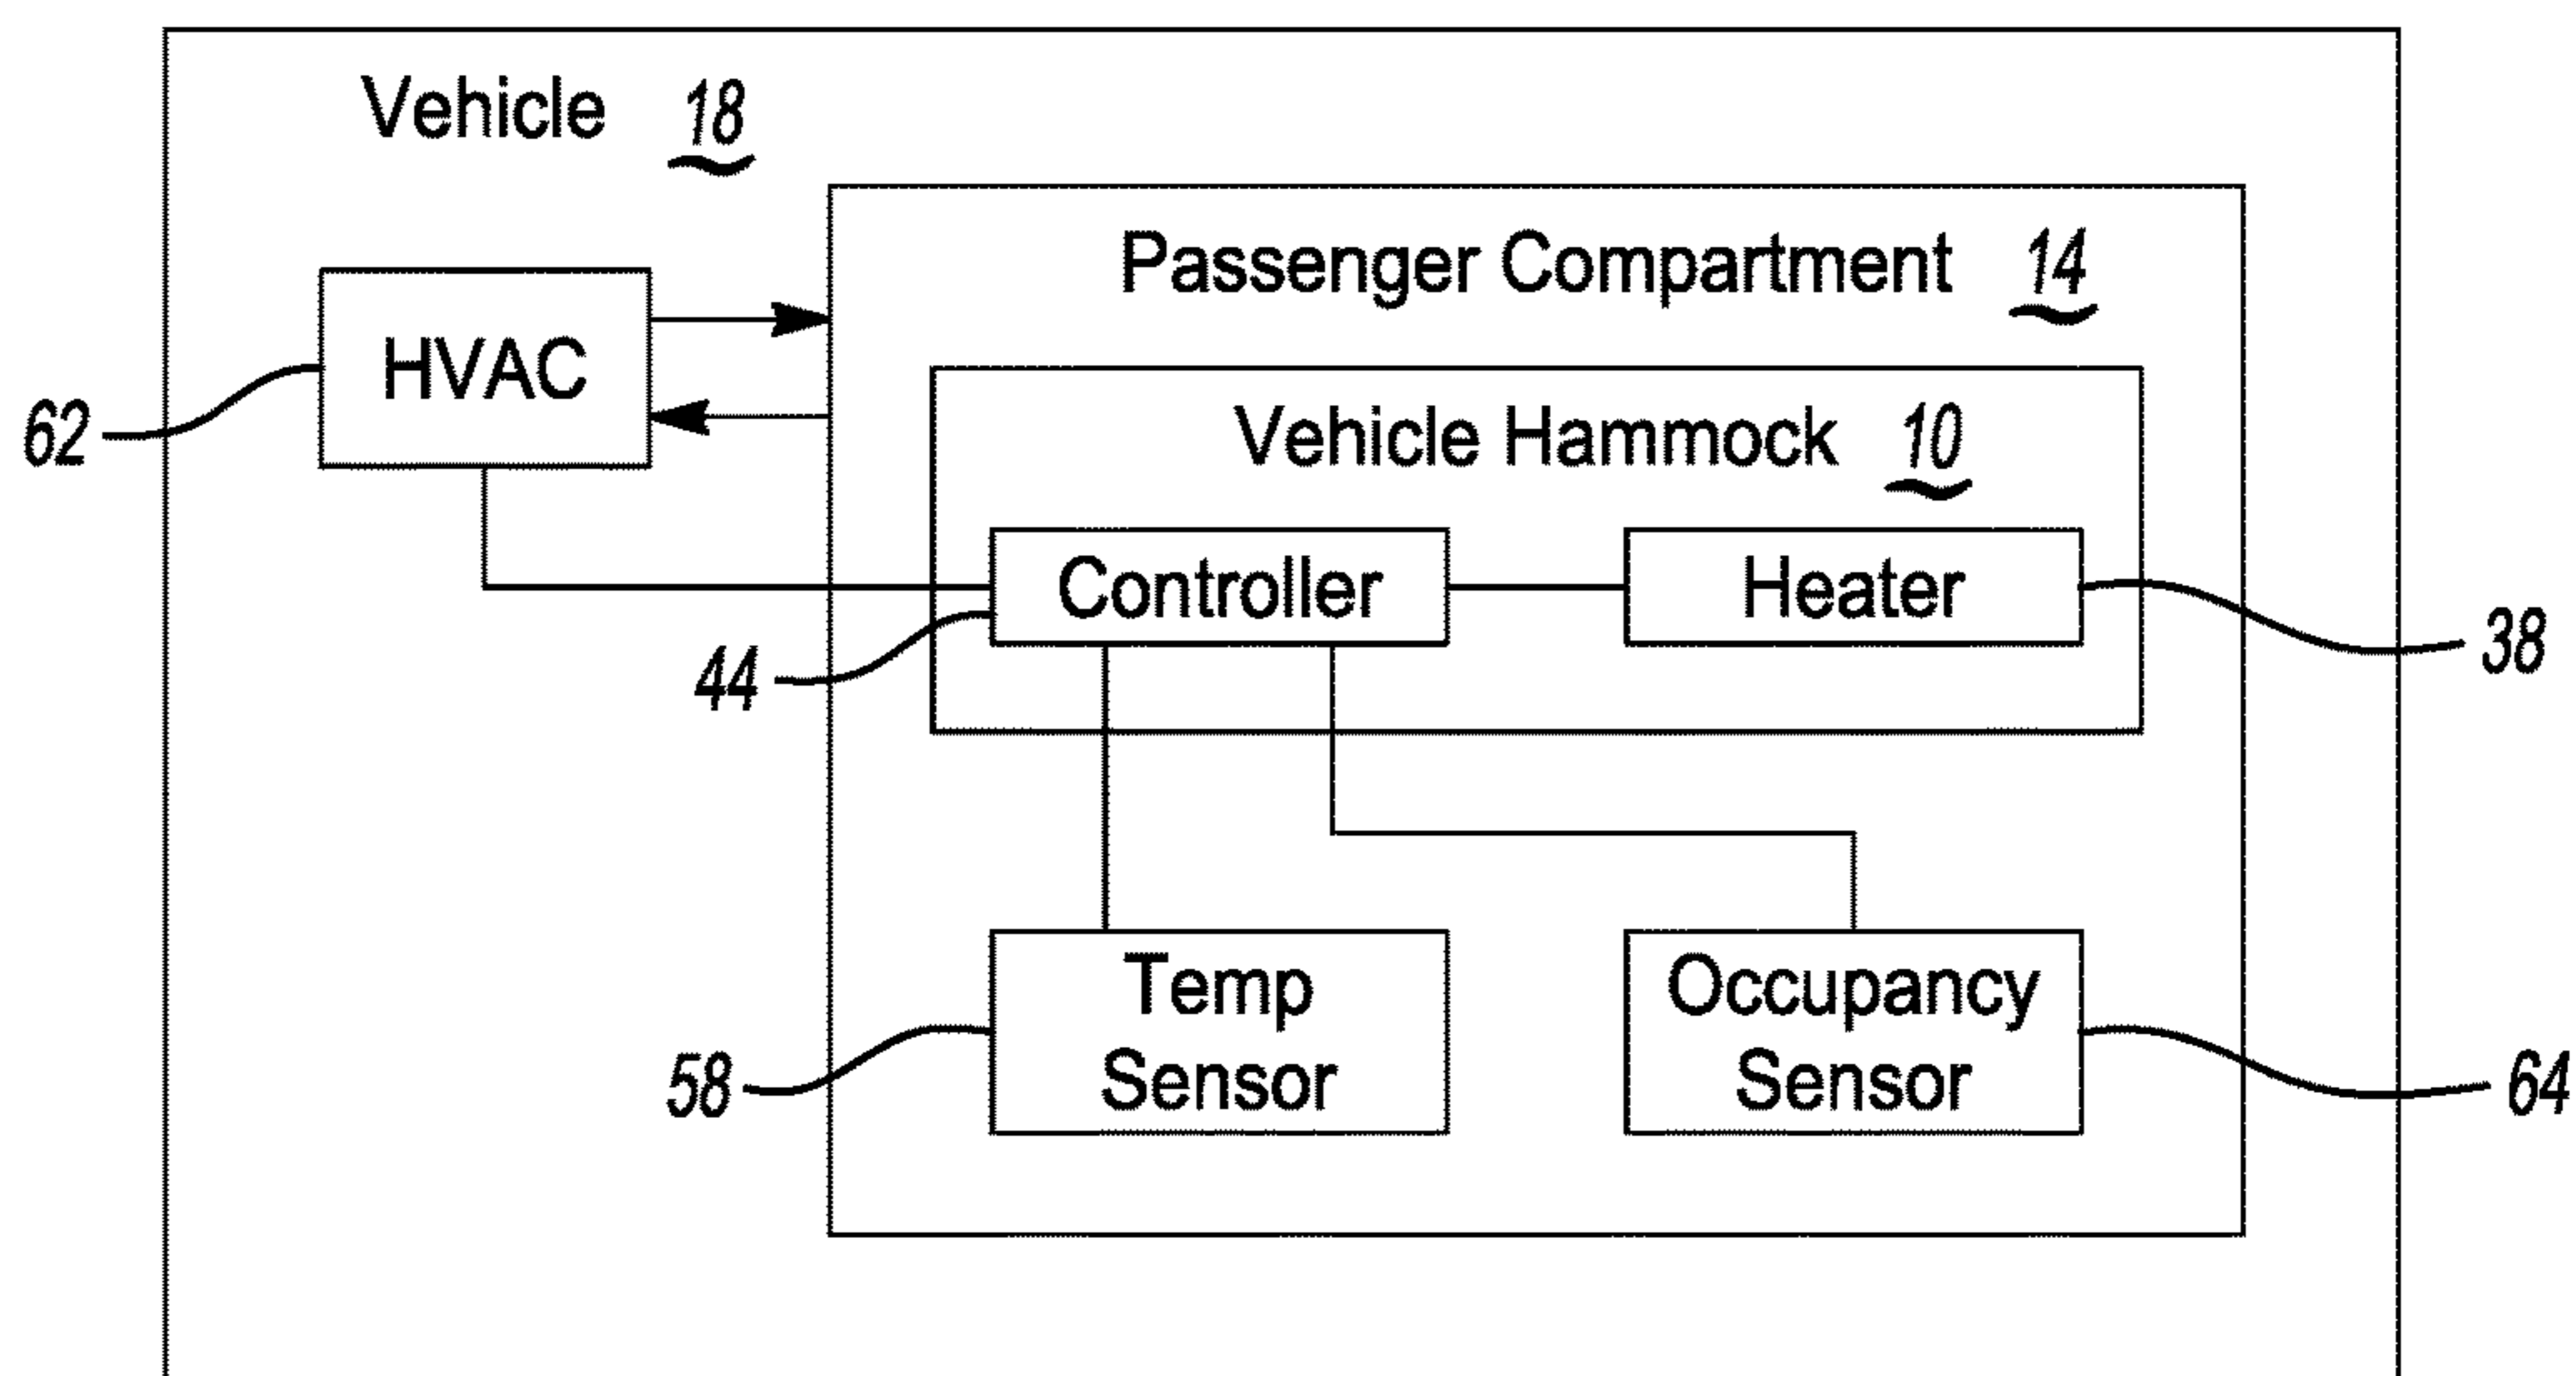 Vehicle 18
Passenger Compartment 14
HVAC
62
Vehicle Hammock 10
Controller
Heater
44
38
Temp
Sensor
58
Occupancy
Sensor
64